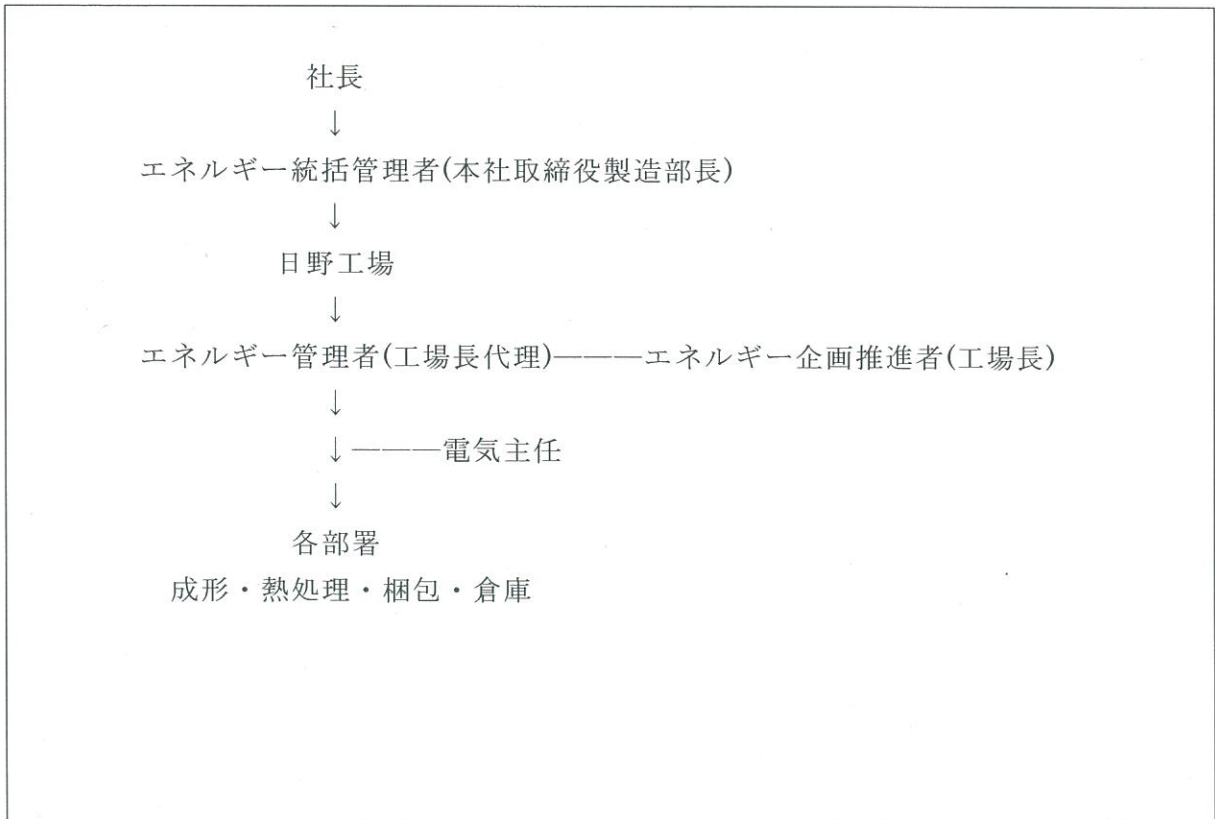 社長
↓
エネルギー統括管理者(本社取締役製造部長)
↓
日野工場
↓
エネルギー管理者(工場長代理)———エネルギー企画推進者(工場長)
↓
↓———電気主任
↓
各部署
成形・熱処理・梱包・倉庫